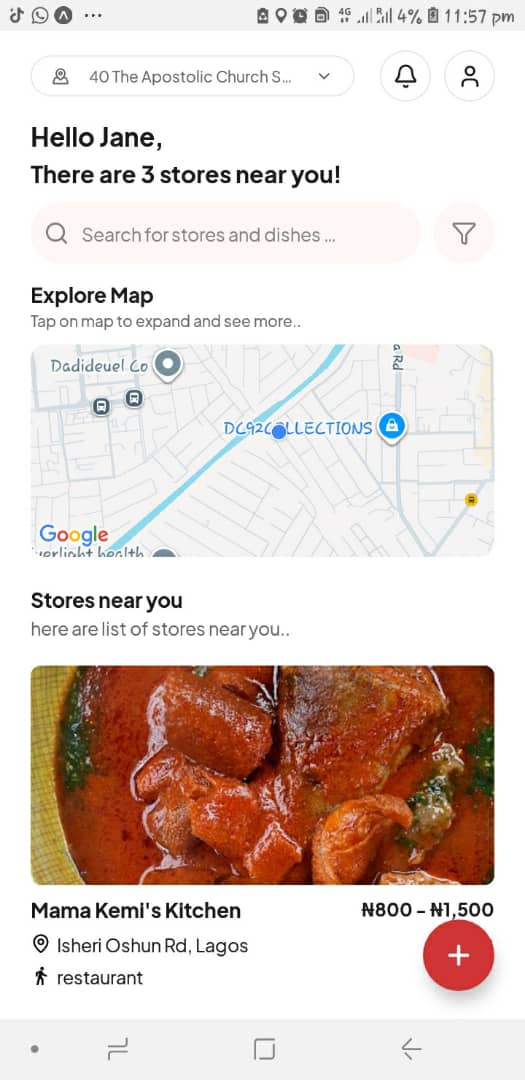 4G 4% 11:57 pm
40 The Apostolic Church S...
Hello Jane,
There are 3 stores near you!
Search for stores and dishes ...
Explore Map
Tap on map to expand and see more..
Dadideuel Co
a Rd
DC92COLLECTIONS
Google
verlight health
Stores near you
here are list of stores near you..
Mama Kemi's Kitchen
₦800 - ₦1,500
Isheri Oshun Rd, Lagos
restaurant